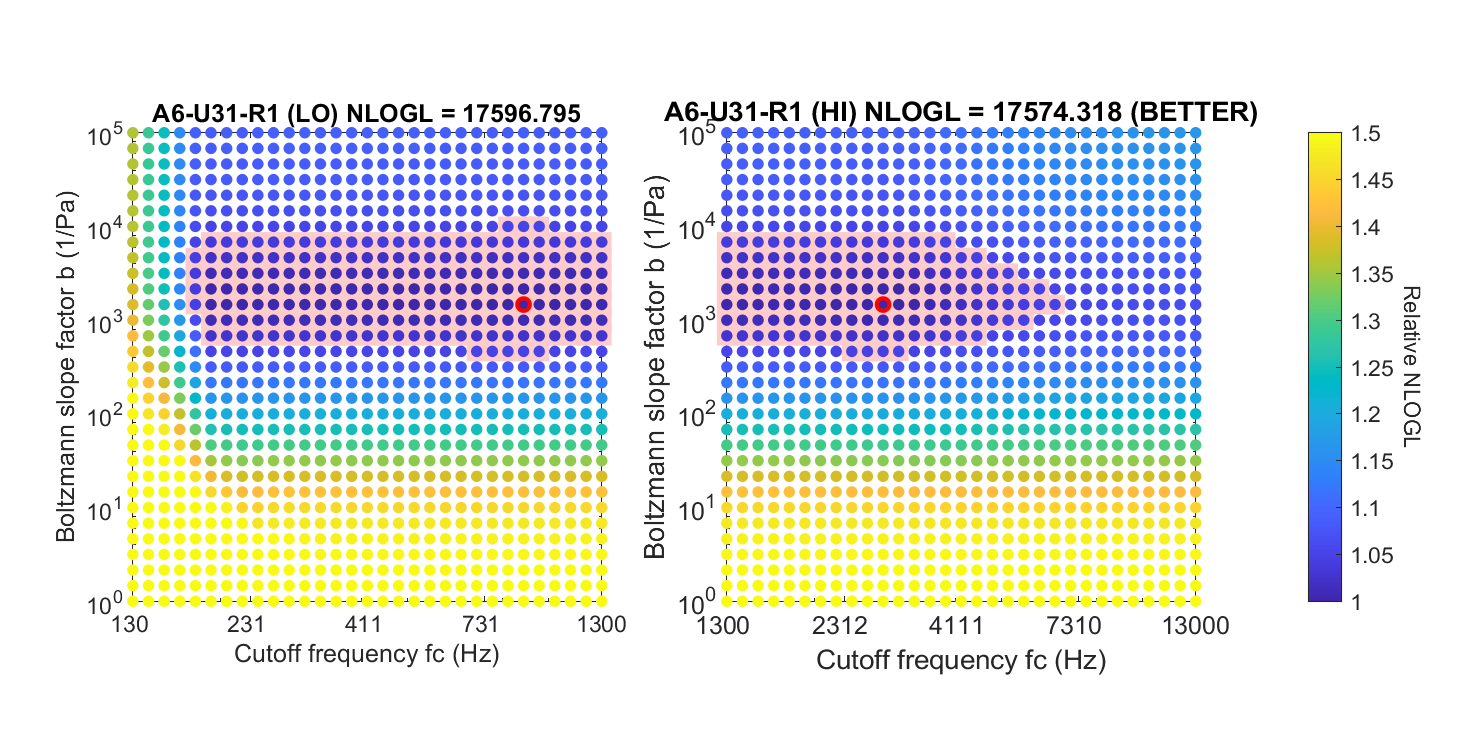 A6-U31-R1 (LO) NLOGL = 17596.795
10^5
10^4
10^3
10^2
10^1
10^0
Boltzmann slope factor b (1/Pa)
130 231 411 731 1300
Cutoff frequency fc (Hz)
A6-U31-R1 (HI) NLOGL = 17574.318 (BETTER)
10^5
10^4
10^3
10^2
10^1
10^0
Boltzmann slope factor b (1/Pa)
1300 2312 4111 7310 13000
Cutoff frequency fc (Hz)
1.5
1.45
1.4
1.35
1.3
1.25
1.2
1.15
1.1
1.05
1
Relative NLOGL